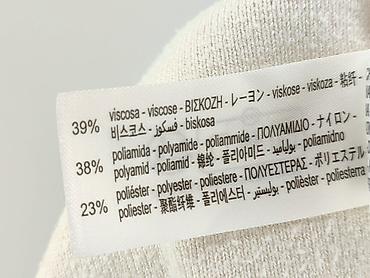 39% viscosa - viscose - ΒΙΣΚΟΖΗ - レーヨン - viskose - viskoza - 粘纤 -
비스코스 - فسكوز - biskosa
38% poliamida - polyamide - poliammide - ΠΟΛΥΑΜΙΔΙΟ - ナイロン -
polyamid - poliamid - 锦纶 - 폴리아미드 - بولياميد - poliamidno
23% poliéster - polyester - poliestere - ΠΟΛΥΕΣΤΕΡΑΣ - ポリエステル
poliester - 聚酯纤维 - 폴리에스터 - بوليستير - poliester - poliesterra